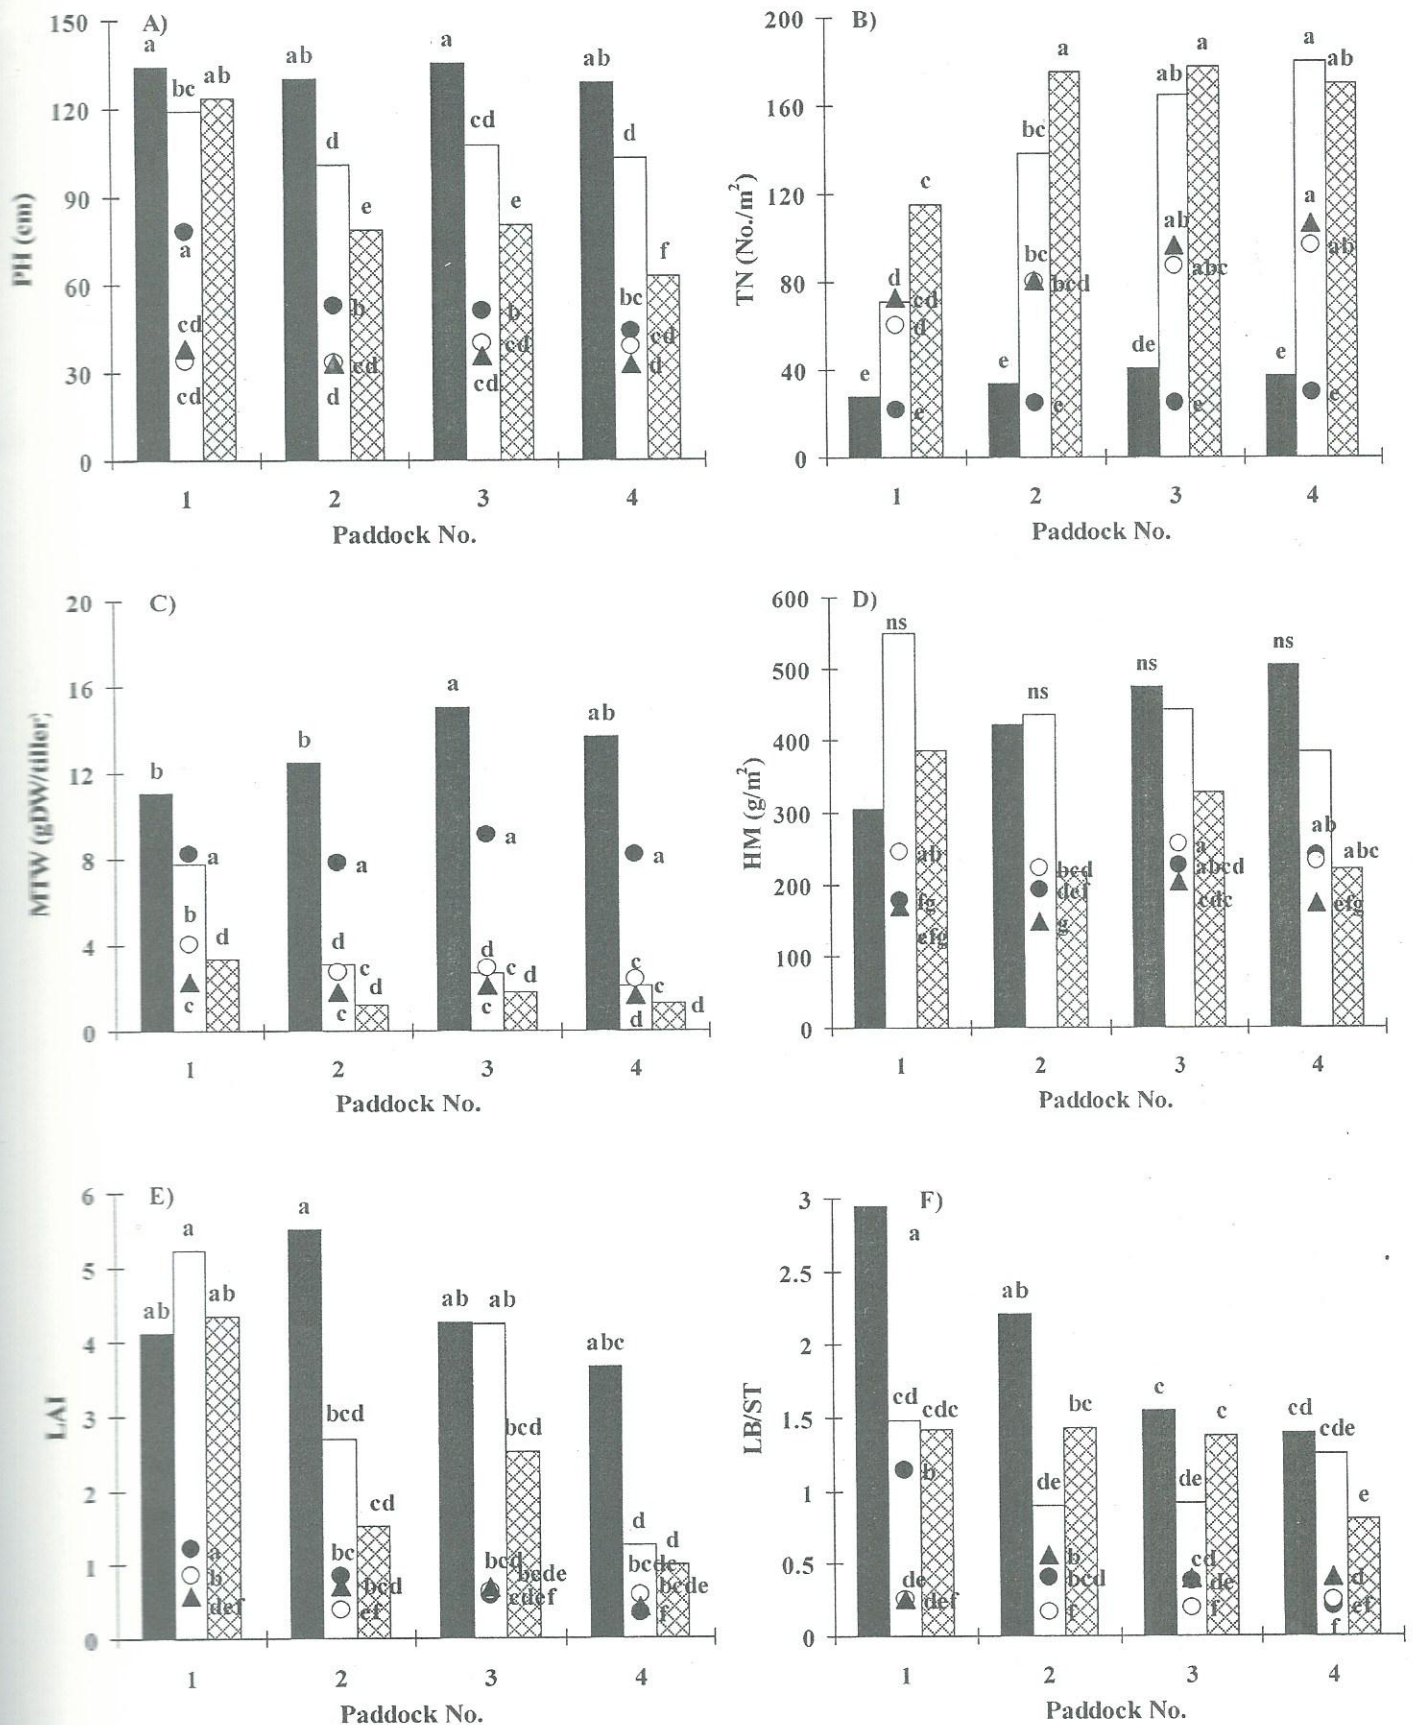 A)
150
120
90
60
30
0
PH (cm)
a
bc
ab
a
cd
cd
ab
d
e
b
cd
d
a
cd
e
b
cd
cd
ab
d
f
bc
cd
d
1
2
3
4
Paddock No.
B)
200
160
120
80
40
0
TN (No./m²)
e
d
c
cd
d
e
e
bc
a
bc
bcd
e
de
ab
a
ab
abc
e
e
a
ab
a
ab
e
1
2
3
4
Paddock No.
C)
20
16
12
8
4
0
MTW (gDW/tiller)
b
a
b
d
c
b
a
d
c
d
c
a
a
d
c
d
c
ab
a
c
c
d
d
1
2
3
4
Paddock No.
D)
600
500
400
300
200
100
0
HM (g/m²)
ns
ab
fg
efg
ns
bcd
def
g
ns
a
abcd
cdc
ns
ab
abc
efg
1
2
3
4
Paddock No.
E)
6
5
4
3
2
1
0
LAI
ab
a
ab
a
b
def
a
bcd
cd
bc
bcd
ef
ab
ab
bcd
bcd
bcde
cdef
abc
d
d
bcde
bcde
f
1
2
3
4
Paddock No.
F)
3
2.5
2
1.5
1
0.5
0
LB/ST
a
cd
cdc
b
de
def
ab
de
bc
b
bcd
f
c
de
c
cd
de
f
cd
cde
e
d
ef
f
1
2
3
4
Paddock No.